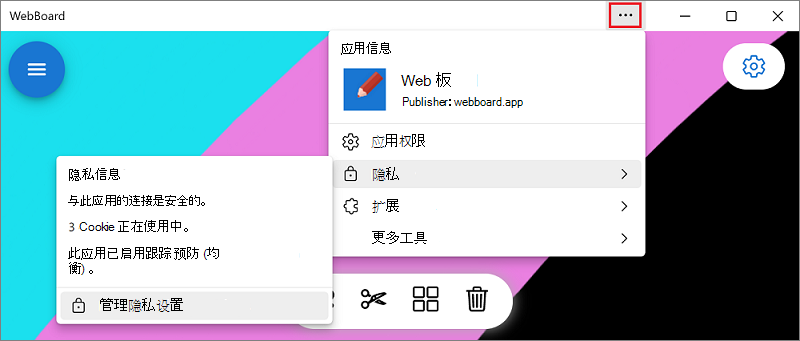 WebBoard
应用信息
Web 板
Publisher: webboard.app
应用权限
隐私
扩展
更多工具
隐私信息
与此应用的连接是安全的。
3 Cookie 正在使用中。
此应用已启用跟踪预防 (均
衡) 。
管理隐私设置